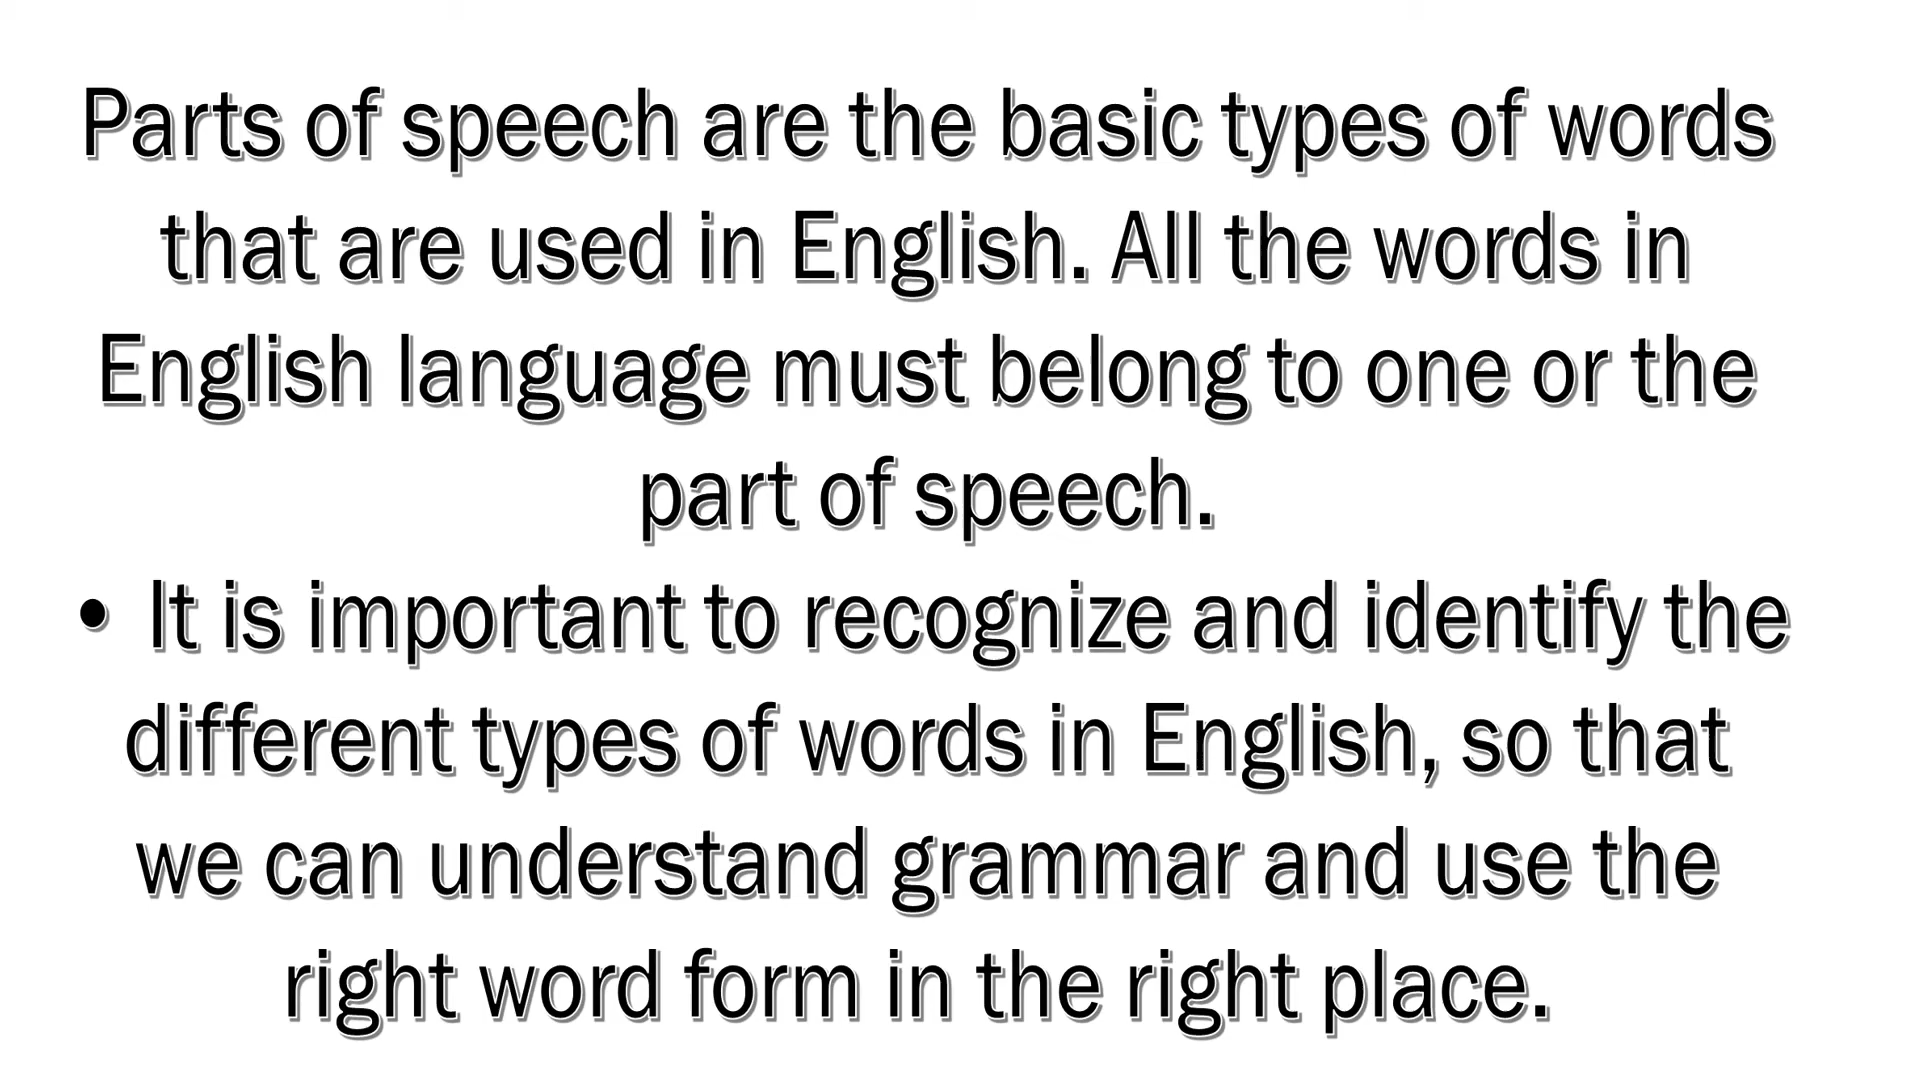 Parts of speech are the basic types of words
that are used in English. All the words in
English language must belong to one or the
part of speech.
• It is important to recognize and identify the
different types of words in English, so that
we can understand grammar and use the
right word form in the right place.